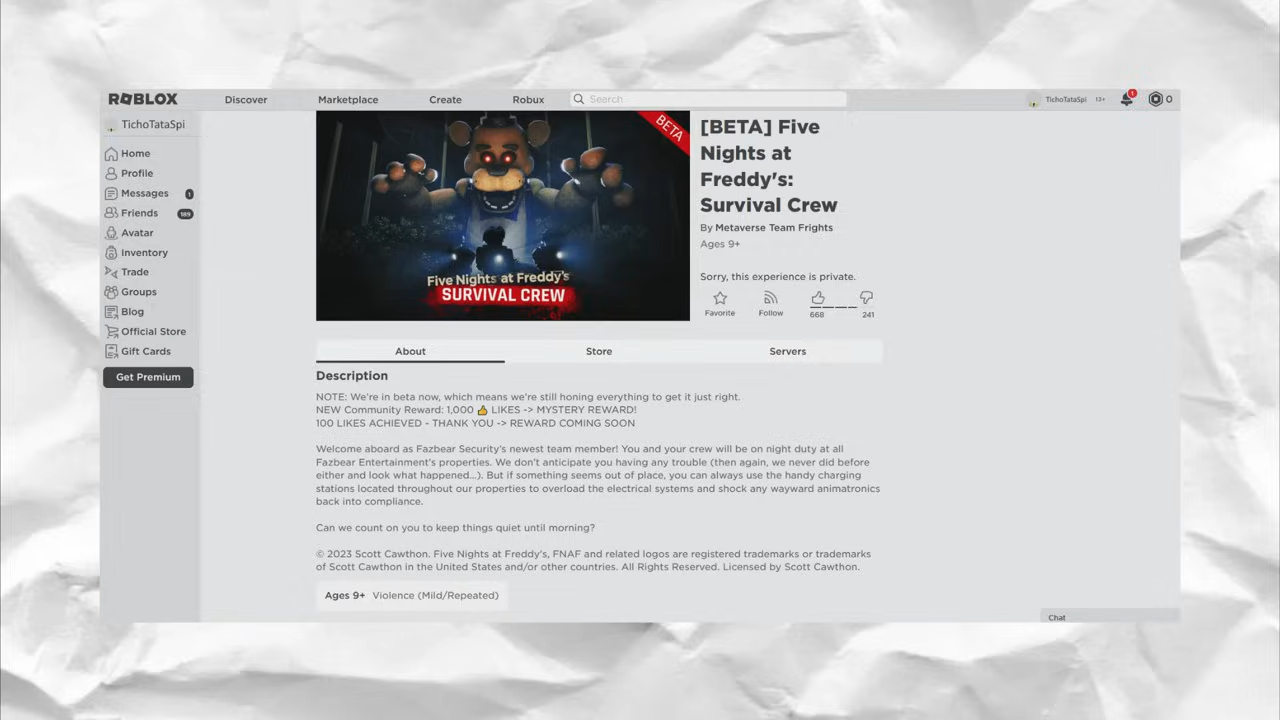 ROBLOX
Discover
Marketplace
Create
Robux
Search
TichoTataSpi
13+
1
0
TichoTataSpi
Home
Profile
Messages 1
Friends 189
Avatar
Inventory
Trade
Groups
Blog
Official Store
Gift Cards
Get Premium
BETA
Five Nights at Freddy's
SURVIVAL CREW
[BETA] Five
Nights at
Freddy's:
Survival Crew
By Metaverse Team Frights
Ages 9+
Sorry, this experience is private.
Favorite
Follow
668
241
About
Store
Servers
Description
NOTE: We're in beta now, which means we're still honing everything to get it just right.
NEW Community Reward: 1,000 👍 LIKES -> MYSTERY REWARD!
100 LIKES ACHIEVED - THANK YOU -> REWARD COMING SOON
Welcome aboard as Fazbear Security's newest team member! You and your crew will be on night duty at all
Fazbear Entertainment's properties. We don't anticipate you having any trouble (then again, we never did before
either and look what happened...). But if something seems out of place, you can always use the handy charging
stations located throughout our properties to overload the electrical systems and shock any wayward animatronics
back into compliance.
Can we count on you to keep things quiet until morning?
© 2023 Scott Cawthon. Five Nights at Freddy's, FNAF and related logos are registered trademarks or trademarks
of Scott Cawthon in the United States and/or other countries. All Rights Reserved. Licensed by Scott Cawthon.
Ages 9+ Violence (Mild/Repeated)
Chat